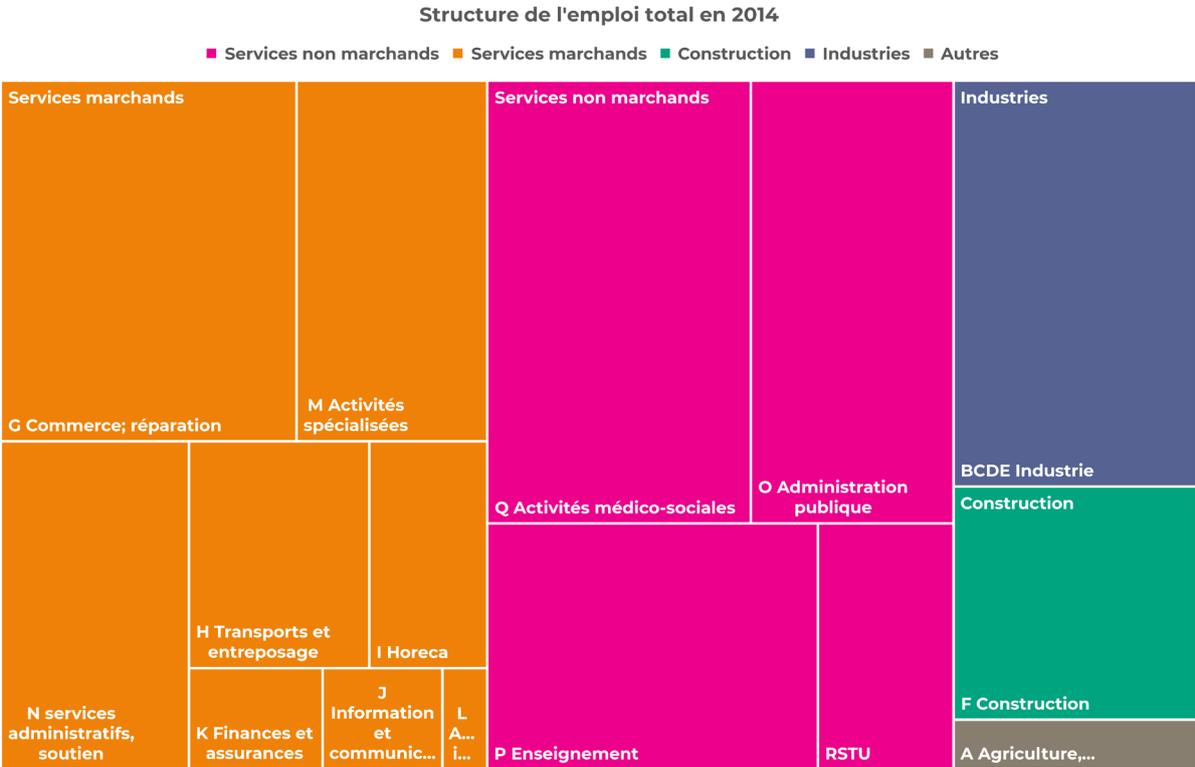 Structure de l'emploi total en 2014
Services non marchands
Services marchands
Construction
Industries
Autres
Services marchands
G Commerce; réparation
M Activités
spécialisées
N services
administratifs,
soutien
H Transports et
entreposage
I Horeca
K Finances et
assurances
J
Information
et
communic...
L
A...
i...
Services non marchands
Q Activités médico-sociales
O Administration
publique
P Enseignement
RSTU
Industries
BCDE Industrie
Construction
F Construction
A Agriculture,...